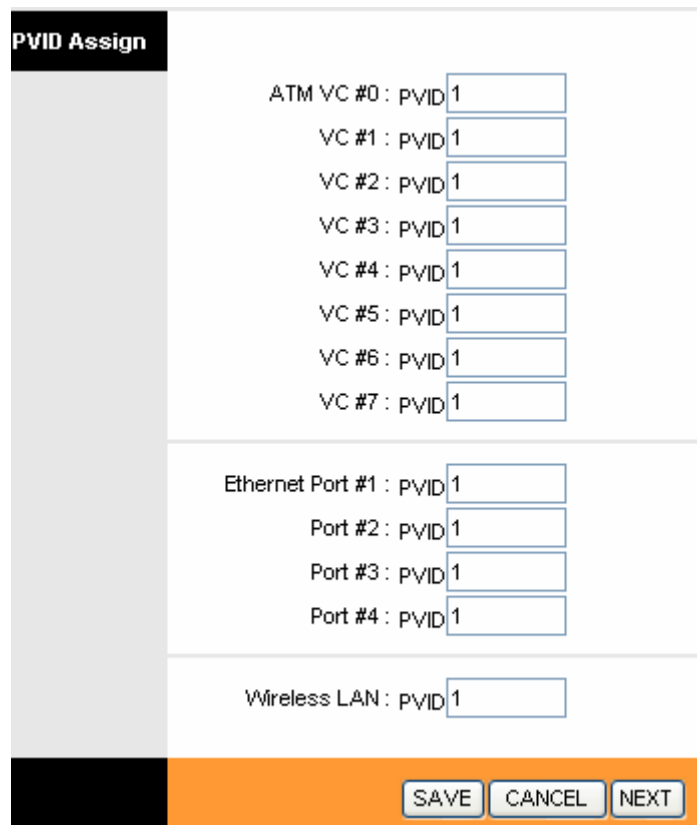 PVID Assign
ATM VC #0 : PVID 1
VC #1 : PVID 1
VC #2 : PVID 1
VC #3 : PVID 1
VC #4 : PVID 1
VC #5 : PVID 1
VC #6 : PVID 1
VC #7 : PVID 1
Ethernet Port #1 : PVID 1
Port #2 : PVID 1
Port #3 : PVID 1
Port #4 : PVID 1
Wireless LAN : PVID 1
SAVE CANCEL NEXT